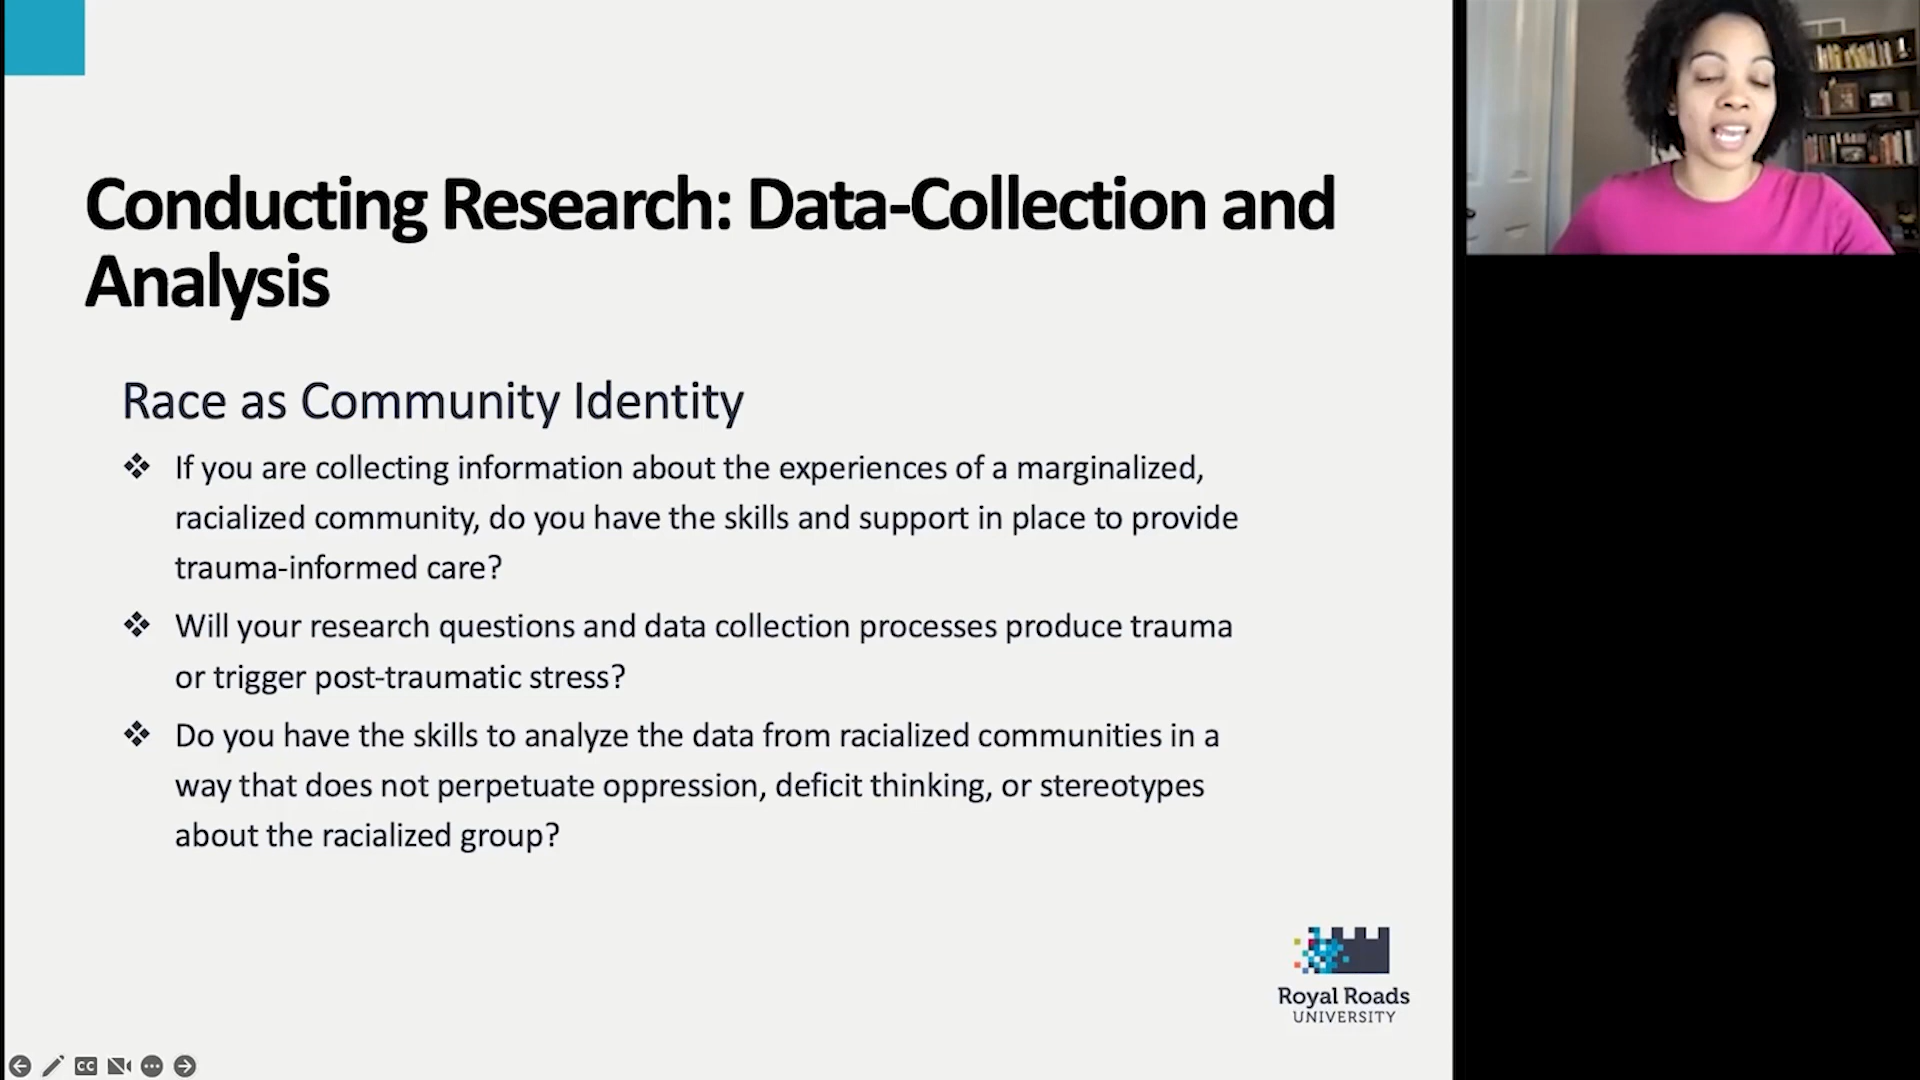 Conducting Research: Data-Collection and
Analysis
Race as Community Identity
❖ If you are collecting information about the experiences of a marginalized,
racialized community, do you have the skills and support in place to provide
trauma-informed care?
❖ Will your research questions and data collection processes produce trauma
or trigger post-traumatic stress?
❖ Do you have the skills to analyze the data from racialized communities in a
way that does not perpetuate oppression, deficit thinking, or stereotypes
about the racialized group?
Royal Roads
UNIVERSITY
CC